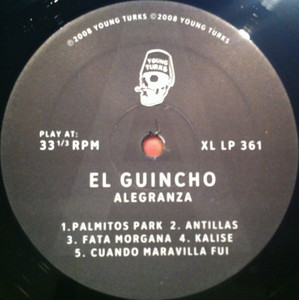 ©2008 YOUNG TURKS ©2008 YOUNG TURKS
YOUNG
TURKS
PLAY AT:
33 1/3 RPM
XL LP 361
EL GUINCHO
ALEGRANZA
1.PALMITOS PARK 2. ANTILLAS
3. FATA MORGANA 4. KALISE
5. CUANDO MARAVILLA FUI